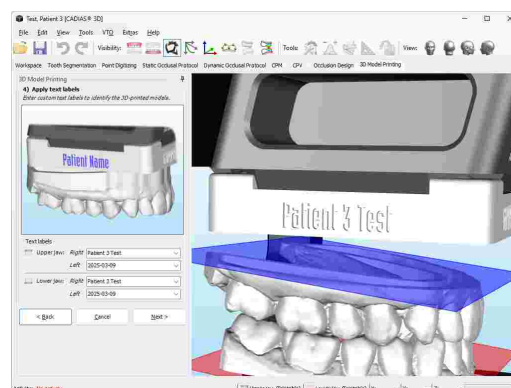 Test, Patient 3 [CADIAS® 3D]
File Edit View Tools VTO Extras Help
Visibility: Tools: View:
Workspace Tooth Segmentation Point Digitizing Static Occlusal Protocol Dynamic Occlusal Protocol CPM CPV Occlusion Design 3D Model Printing
3D Model Printing
4) Apply text labels
Enter custom text labels to identify the 3D-printed models.
Patient Name
Patient 3 Test
Text labels
Upper jaw: Right Patient 3 Test
Left 2025-03-09
Lower jaw: Right Patient 3 Test
Left 2025-03-09
< Back Cancel Next >